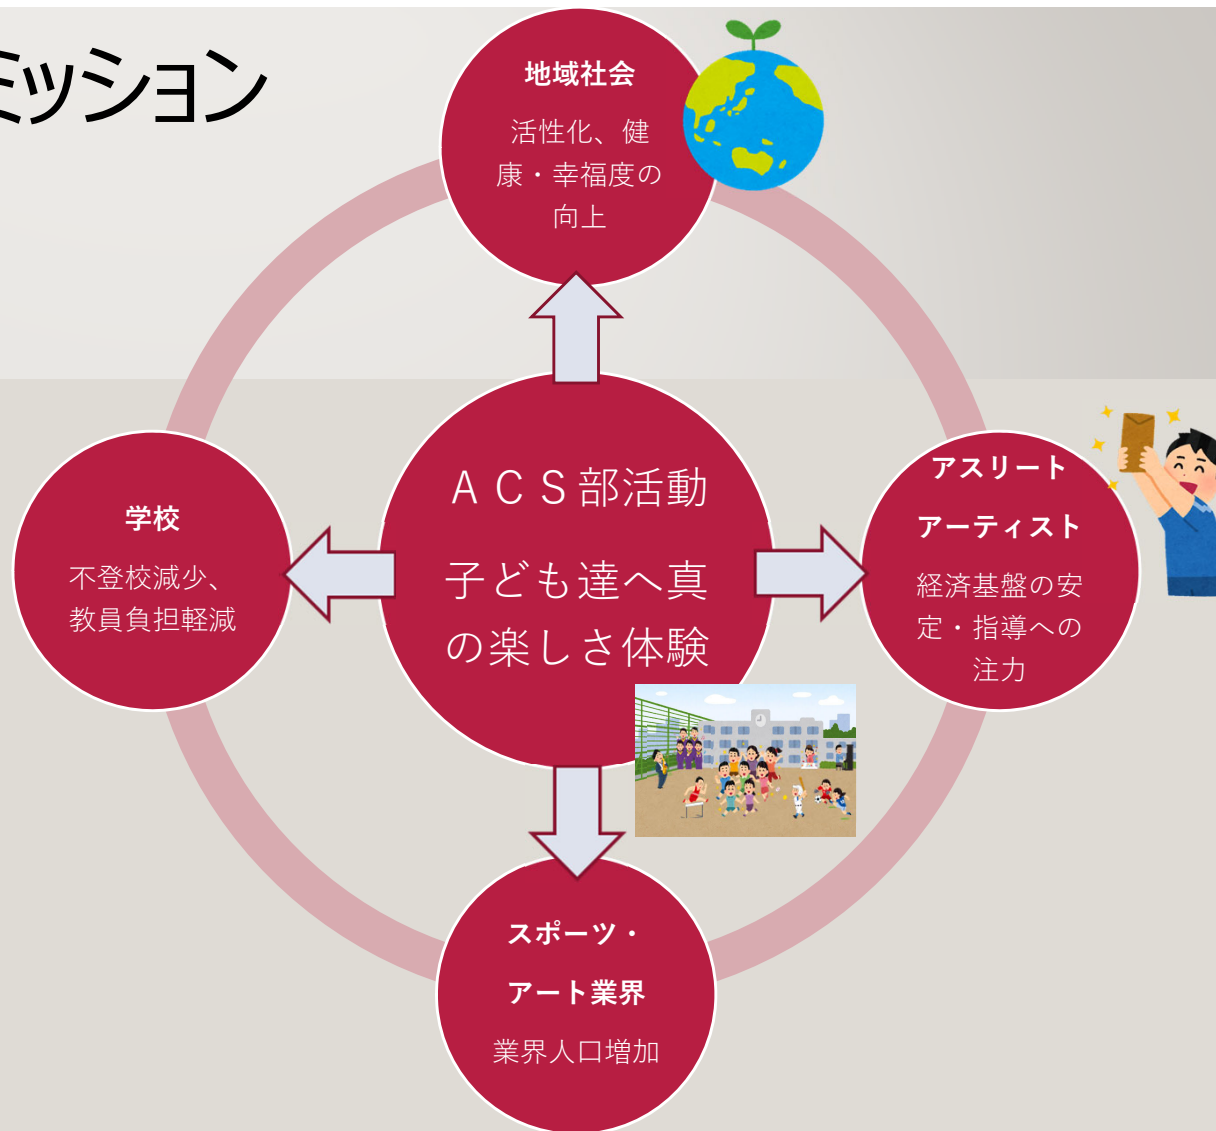 ミッション
地域社会
活性化、健
康・幸福度の
向上
ＡＣＳ部活動
子ども達へ真
の楽しさ体験
学校
不登校減少、
教員負担軽減
アスリート
アーティスト
経済基盤の安
定・指導への
注力
スポーツ・
アート業界
業界人口増加